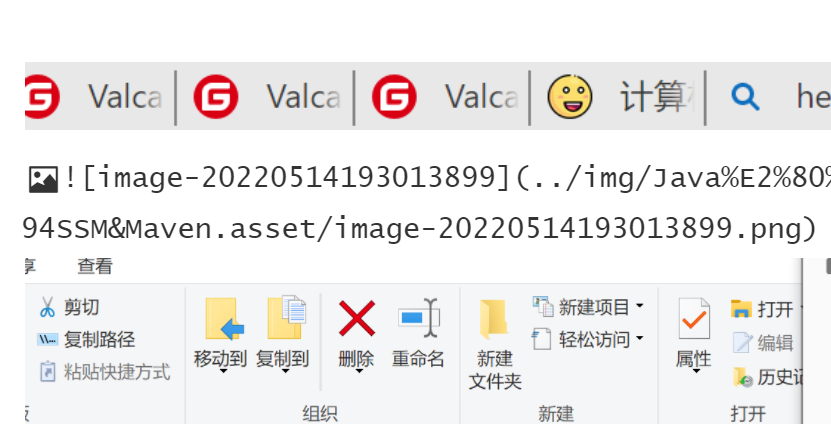 Valca Valca Valca 计算 he
![image-20220514193013899](../img/Java%E2%80%
94SSM&Maven.asset/image-20220514193013899.png)
享 查看
剪切
复制路径
粘贴快捷方式
移动到 复制到 删除 重命名
新建项目
轻松访问
新建
文件夹
属性
打开
编辑
历史记
组织 新建 打开